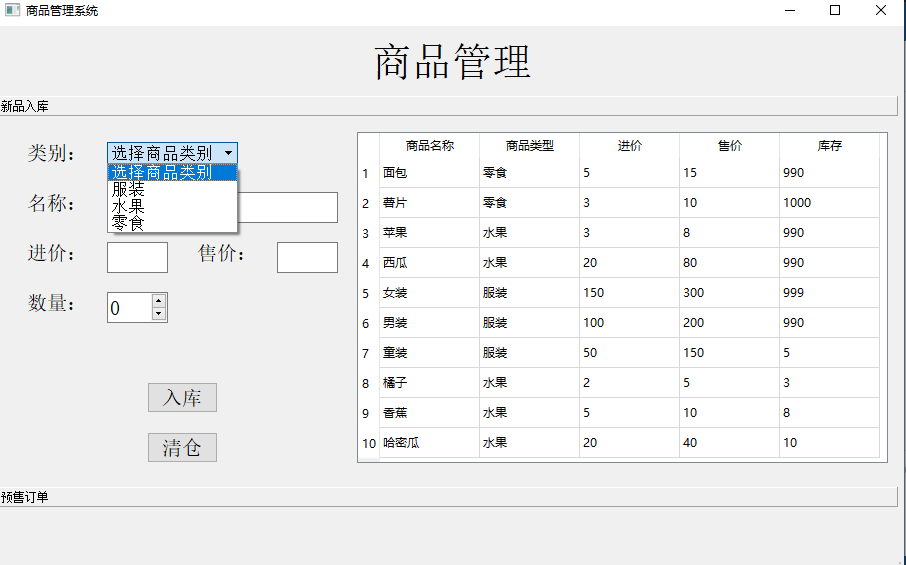 商品管理系统
商品管理
新品入库
类别： 选择商品类别
选择商品类别
服装
水果
零食
名称：
进价： 售价：
数量： 0
入库
清仓
商品名称 商品类型 进价 售价 库存
1 面包 零食 5 15 990
2 薯片 零食 3 10 1000
3 苹果 水果 3 8 990
4 西瓜 水果 20 80 990
5 女装 服装 150 300 999
6 男装 服装 100 200 990
7 童装 服装 50 150 5
8 橘子 水果 2 5 3
9 香蕉 水果 5 10 8
10 哈密瓜 水果 20 40 10
预售订单